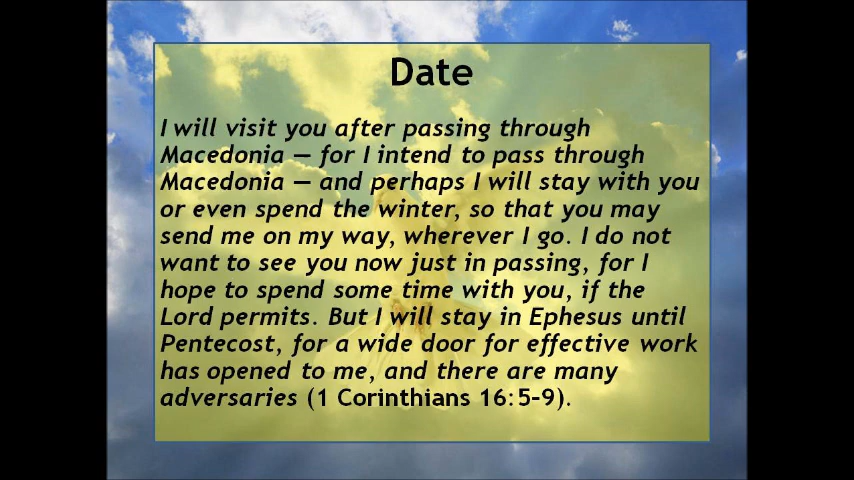 Date
I will visit you after passing through
Macedonia — for I intend to pass through
Macedonia — and perhaps I will stay with you
or even spend the winter, so that you may
send me on my way, wherever I go. I do not
want to see you now just in passing, for I
hope to spend some time with you, if the
Lord permits. But I will stay in Ephesus until
Pentecost, for a wide door for effective work
has opened to me, and there are many
adversaries (1 Corinthians 16:5–9).